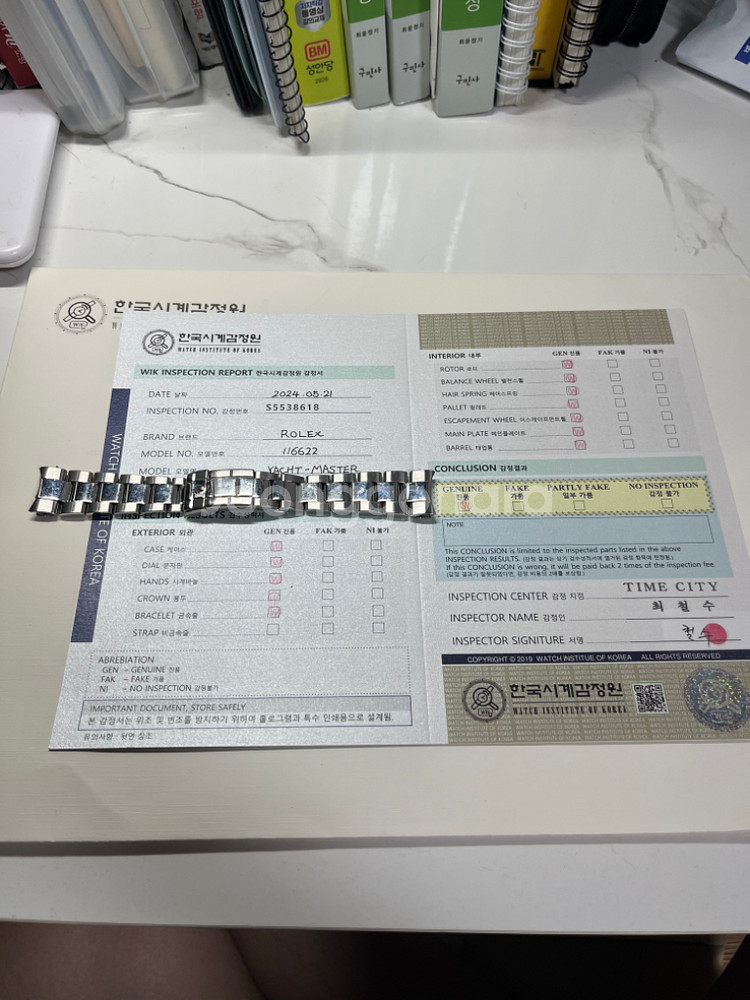 BM
성안당
구민사
구민사
구민사
한국시계감정원
한국시계감정원
WATCH INSTITUTE OF KOREA
WIK INSPECTION REPORT 한국시계감정원 감정서
DATE 날짜 2024.05.21
INSPECTION NO. 감정번호 S5538618
BRAND 브랜드 ROLEX
MODEL NO. 모델번호 116622
MODEL 모델명 YACHT-MASTER
EXTERIOR 외관 GEN 진품 FAK 가품 NI 불가
CASE 케이스
DIAL 문자판
HANDS 시계바늘
CROWN 용두
BRACELET 금속줄
STRAP 비금속줄
ABREBIATION
GEN - GENUINE 진품
FAK - FAKE 가품
NI - NO INSPECTION 감정불가
IMPORTANT DOCUMENT, STORE SAFELY
본 감정서는 위조 및 변조를 방지하기 위하여 홀로그램과 특수 인쇄용으로 설계됨.
유의사항 : 뒷면 참조
INTERIOR 내부 GEN 진품 FAK 가품 NI 불가
ROTOR 로터
BALANCE WHEEL 밸런스휠
HAIR SPRING 헤어스프링
PALLET 팔레트
ESCAPEMENT WHEEL 이스케이프먼트휠
MAIN PLATE 메인플레이트
BARREL 태엽통
CONCLUSION 감정결과
GENUINE FAKE PARTLY FAKE NO INSPECTION
진품 가품 일부 가품 감정 불가
NOTE
This CONCLUSION is limited to the inspected parts listed in the above
INSPECTION RESULTS.
If this CONCLUSION is wrong, it will be paid back 2 times of the inspection fee.
INSPECTION CENTER 감정 지점 TIME CITY
INSPECTOR NAME 감정인 최철수
INSPECTOR SIGNITURE 서명 철수
COPYRIGHT © 2019 WATCH INSTITUE OF KOREA ALL RIGHTS RESERVED
한국시계감정원
WATCH INSTITUTE OF KOREA